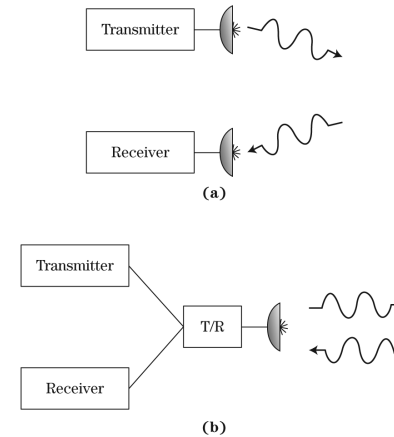 Transmitter
Receiver
(a)
Transmitter
T/R
Receiver
(b)